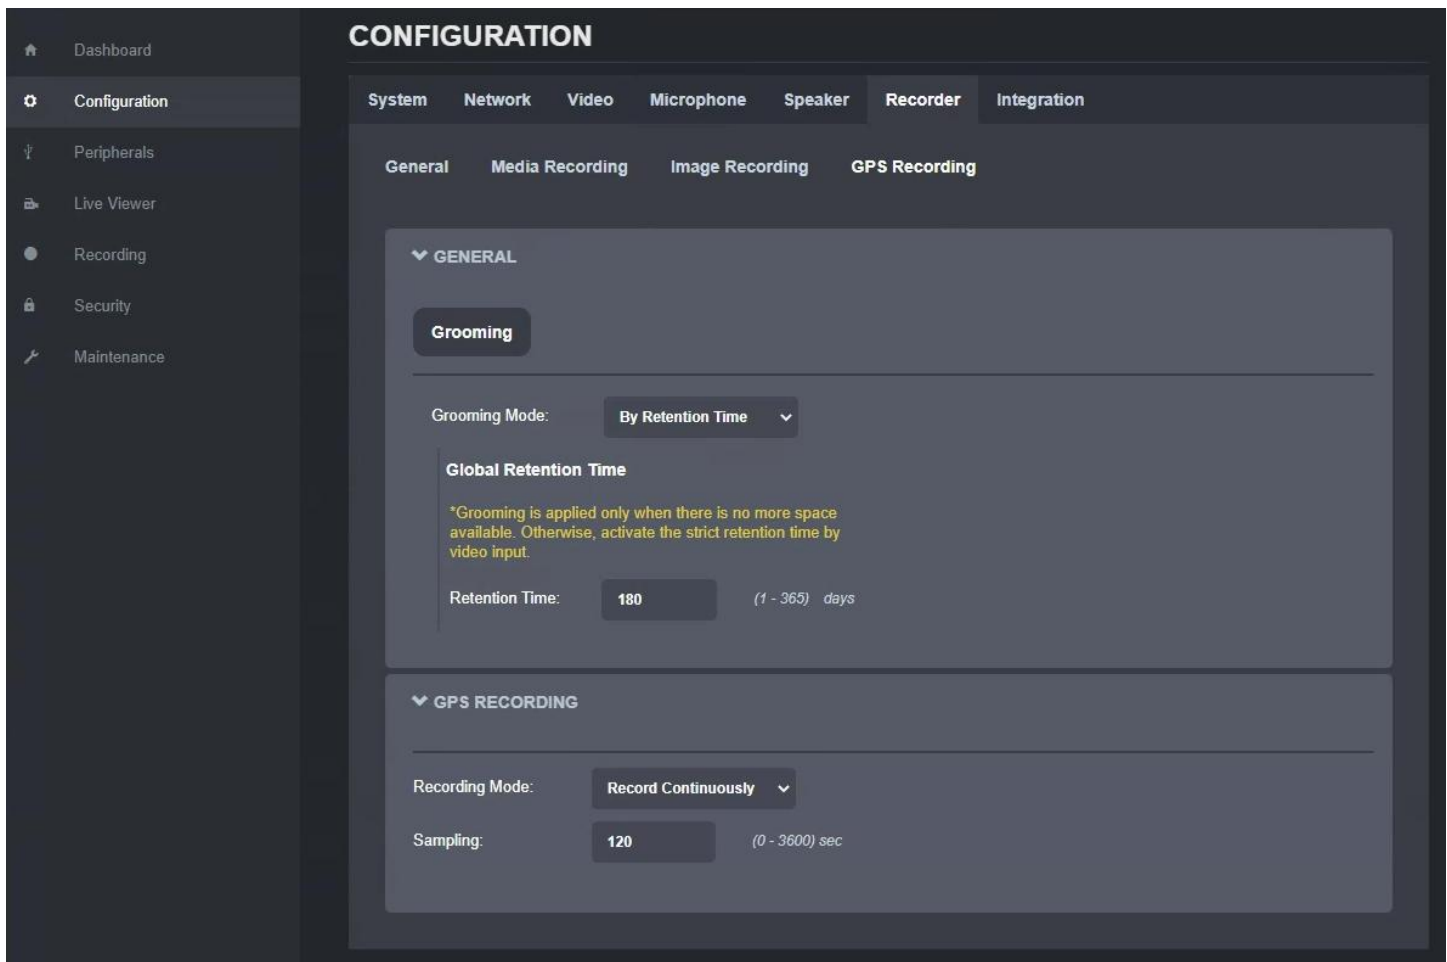 CONFIGURATION
Dashboard
Configuration
Peripherals
Live Viewer
Recording
Security
Maintenance
System Network Video Microphone Speaker Recorder Integration
General Media Recording Image Recording GPS Recording
GENERAL
Grooming
Grooming Mode: By Retention Time
Global Retention Time
*Grooming is applied only when there is no more space
available. Otherwise, activate the strict retention time by
video input.
Retention Time: 180 (1 - 365) days
GPS RECORDING
Recording Mode: Record Continuously
Sampling: 120 (0 - 3600) sec